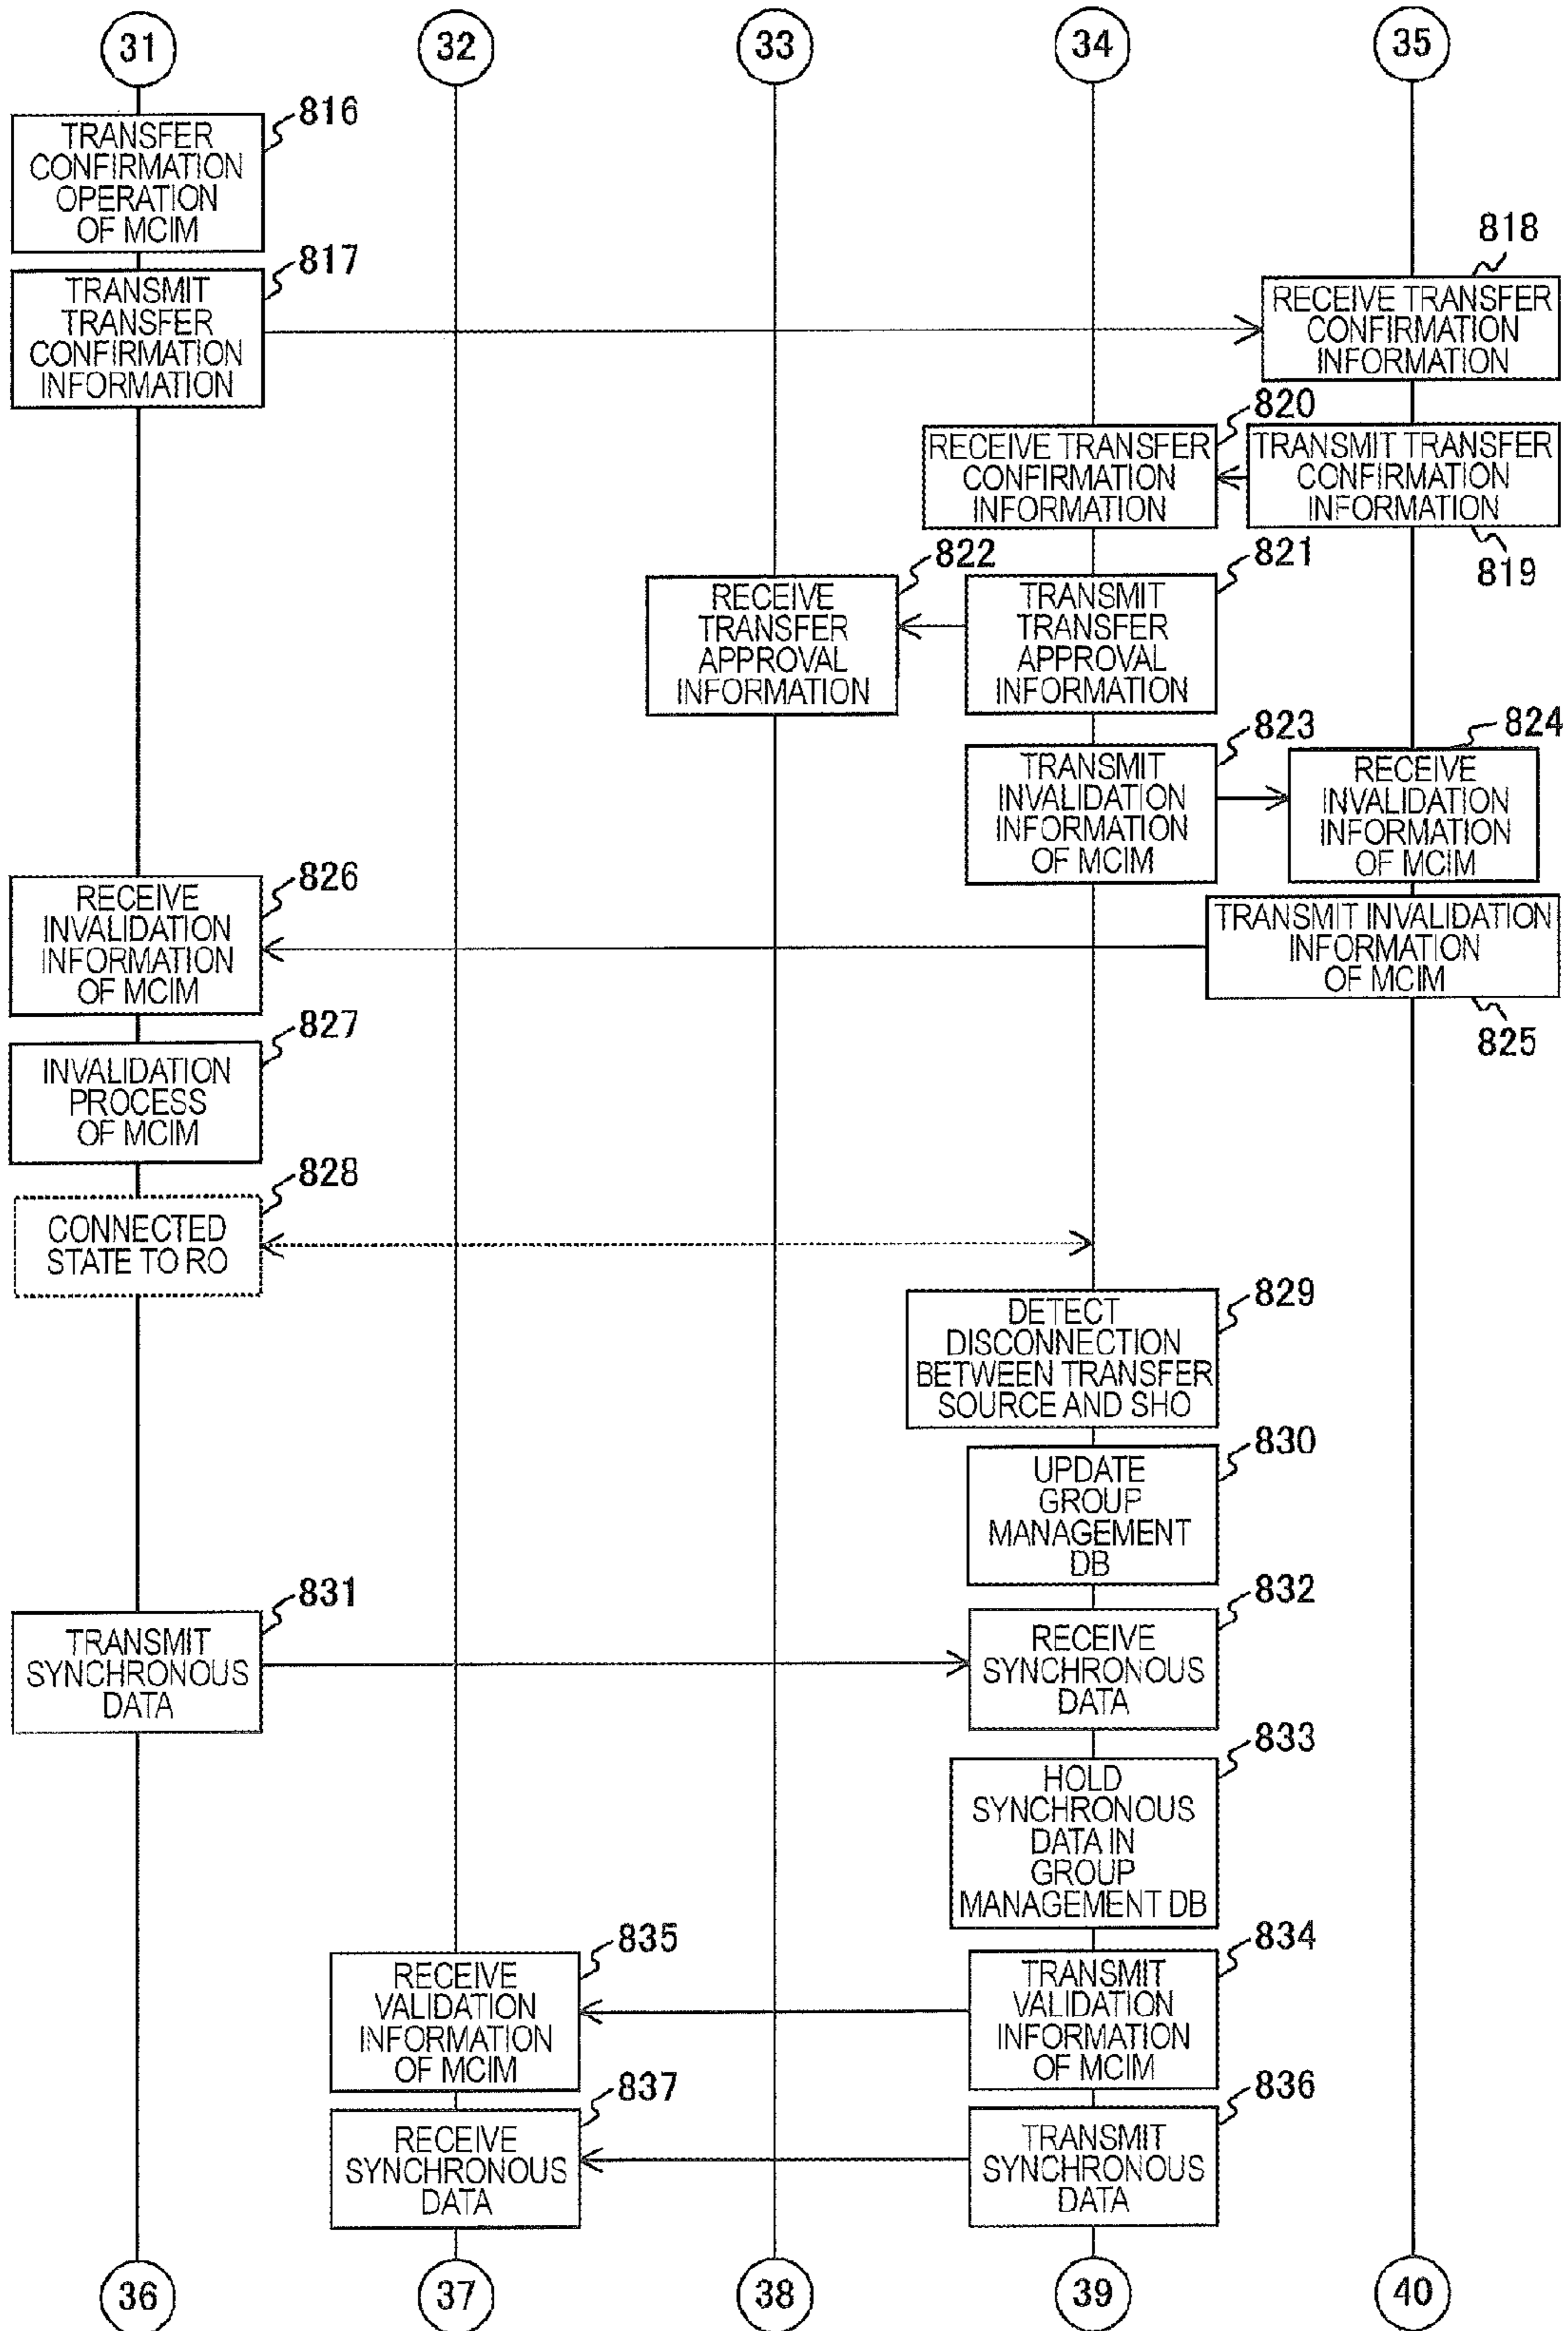 31
32
33
34
35
816
TRANSFER
CONFIRMATION
OPERATION
OF MCIM
817
TRANSMIT
TRANSFER
CONFIRMATION
INFORMATION
818
RECEIVE TRANSFER
CONFIRMATION
INFORMATION
820
RECEIVE TRANSFER
CONFIRMATION
INFORMATION
TRANSMIT TRANSFER
CONFIRMATION
INFORMATION
819
822
RECEIVE
TRANSFER
APPROVAL
INFORMATION
821
TRANSMIT
TRANSFER
APPROVAL
INFORMATION
823
TRANSMIT
INVALIDATION
INFORMATION
OF MCIM
824
RECEIVE
INVALIDATION
INFORMATION
OF MCIM
826
RECEIVE
INVALIDATION
INFORMATION
OF MCIM
TRANSMIT INVALIDATION
INFORMATION
OF MCIM
825
827
INVALIDATION
PROCESS
OF MCIM
828
CONNECTED
STATE TO RO
829
DETECT
DISCONNECTION
BETWEEN TRANSFER
SOURCE AND SHO
830
UPDATE
GROUP
MANAGEMENT
DB
831
TRANSMIT
SYNCHRONOUS
DATA
832
RECEIVE
SYNCHRONOUS
DATA
833
HOLD
SYNCHRONOUS
DATA IN
GROUP
MANAGEMENT DB
835
RECEIVE
VALIDATION
INFORMATION
OF MCIM
834
TRANSMIT
VALIDATION
INFORMATION
OF MCIM
837
RECEIVE
SYNCHRONOUS
DATA
836
TRANSMIT
SYNCHRONOUS
DATA
36
37
38
39
40